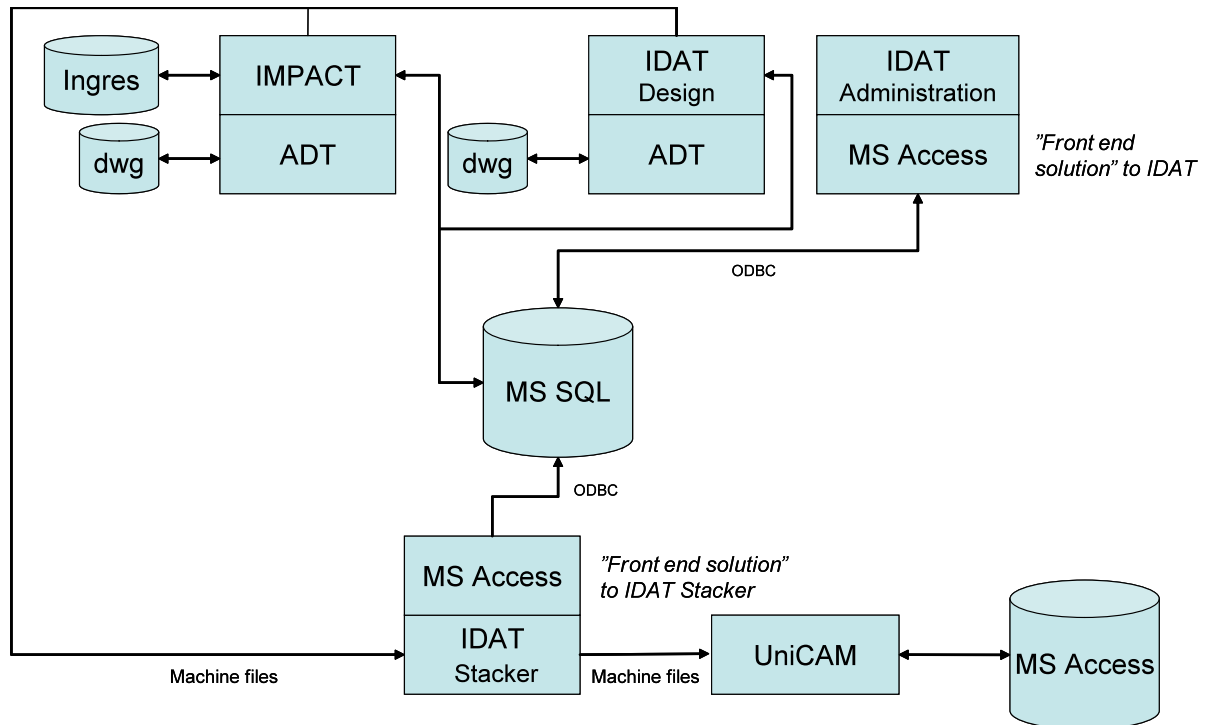 Ingres
IMPACT
dwg
ADT
IDAT
Design
dwg
ADT
IDAT
Administration
MS Access
”Front end
solution” to IDAT
ODBC
MS SQL
ODBC
MS Access
”Front end solution”
to IDAT Stacker
IDAT
Stacker
Machine files
Machine files
UniCAM
MS Access